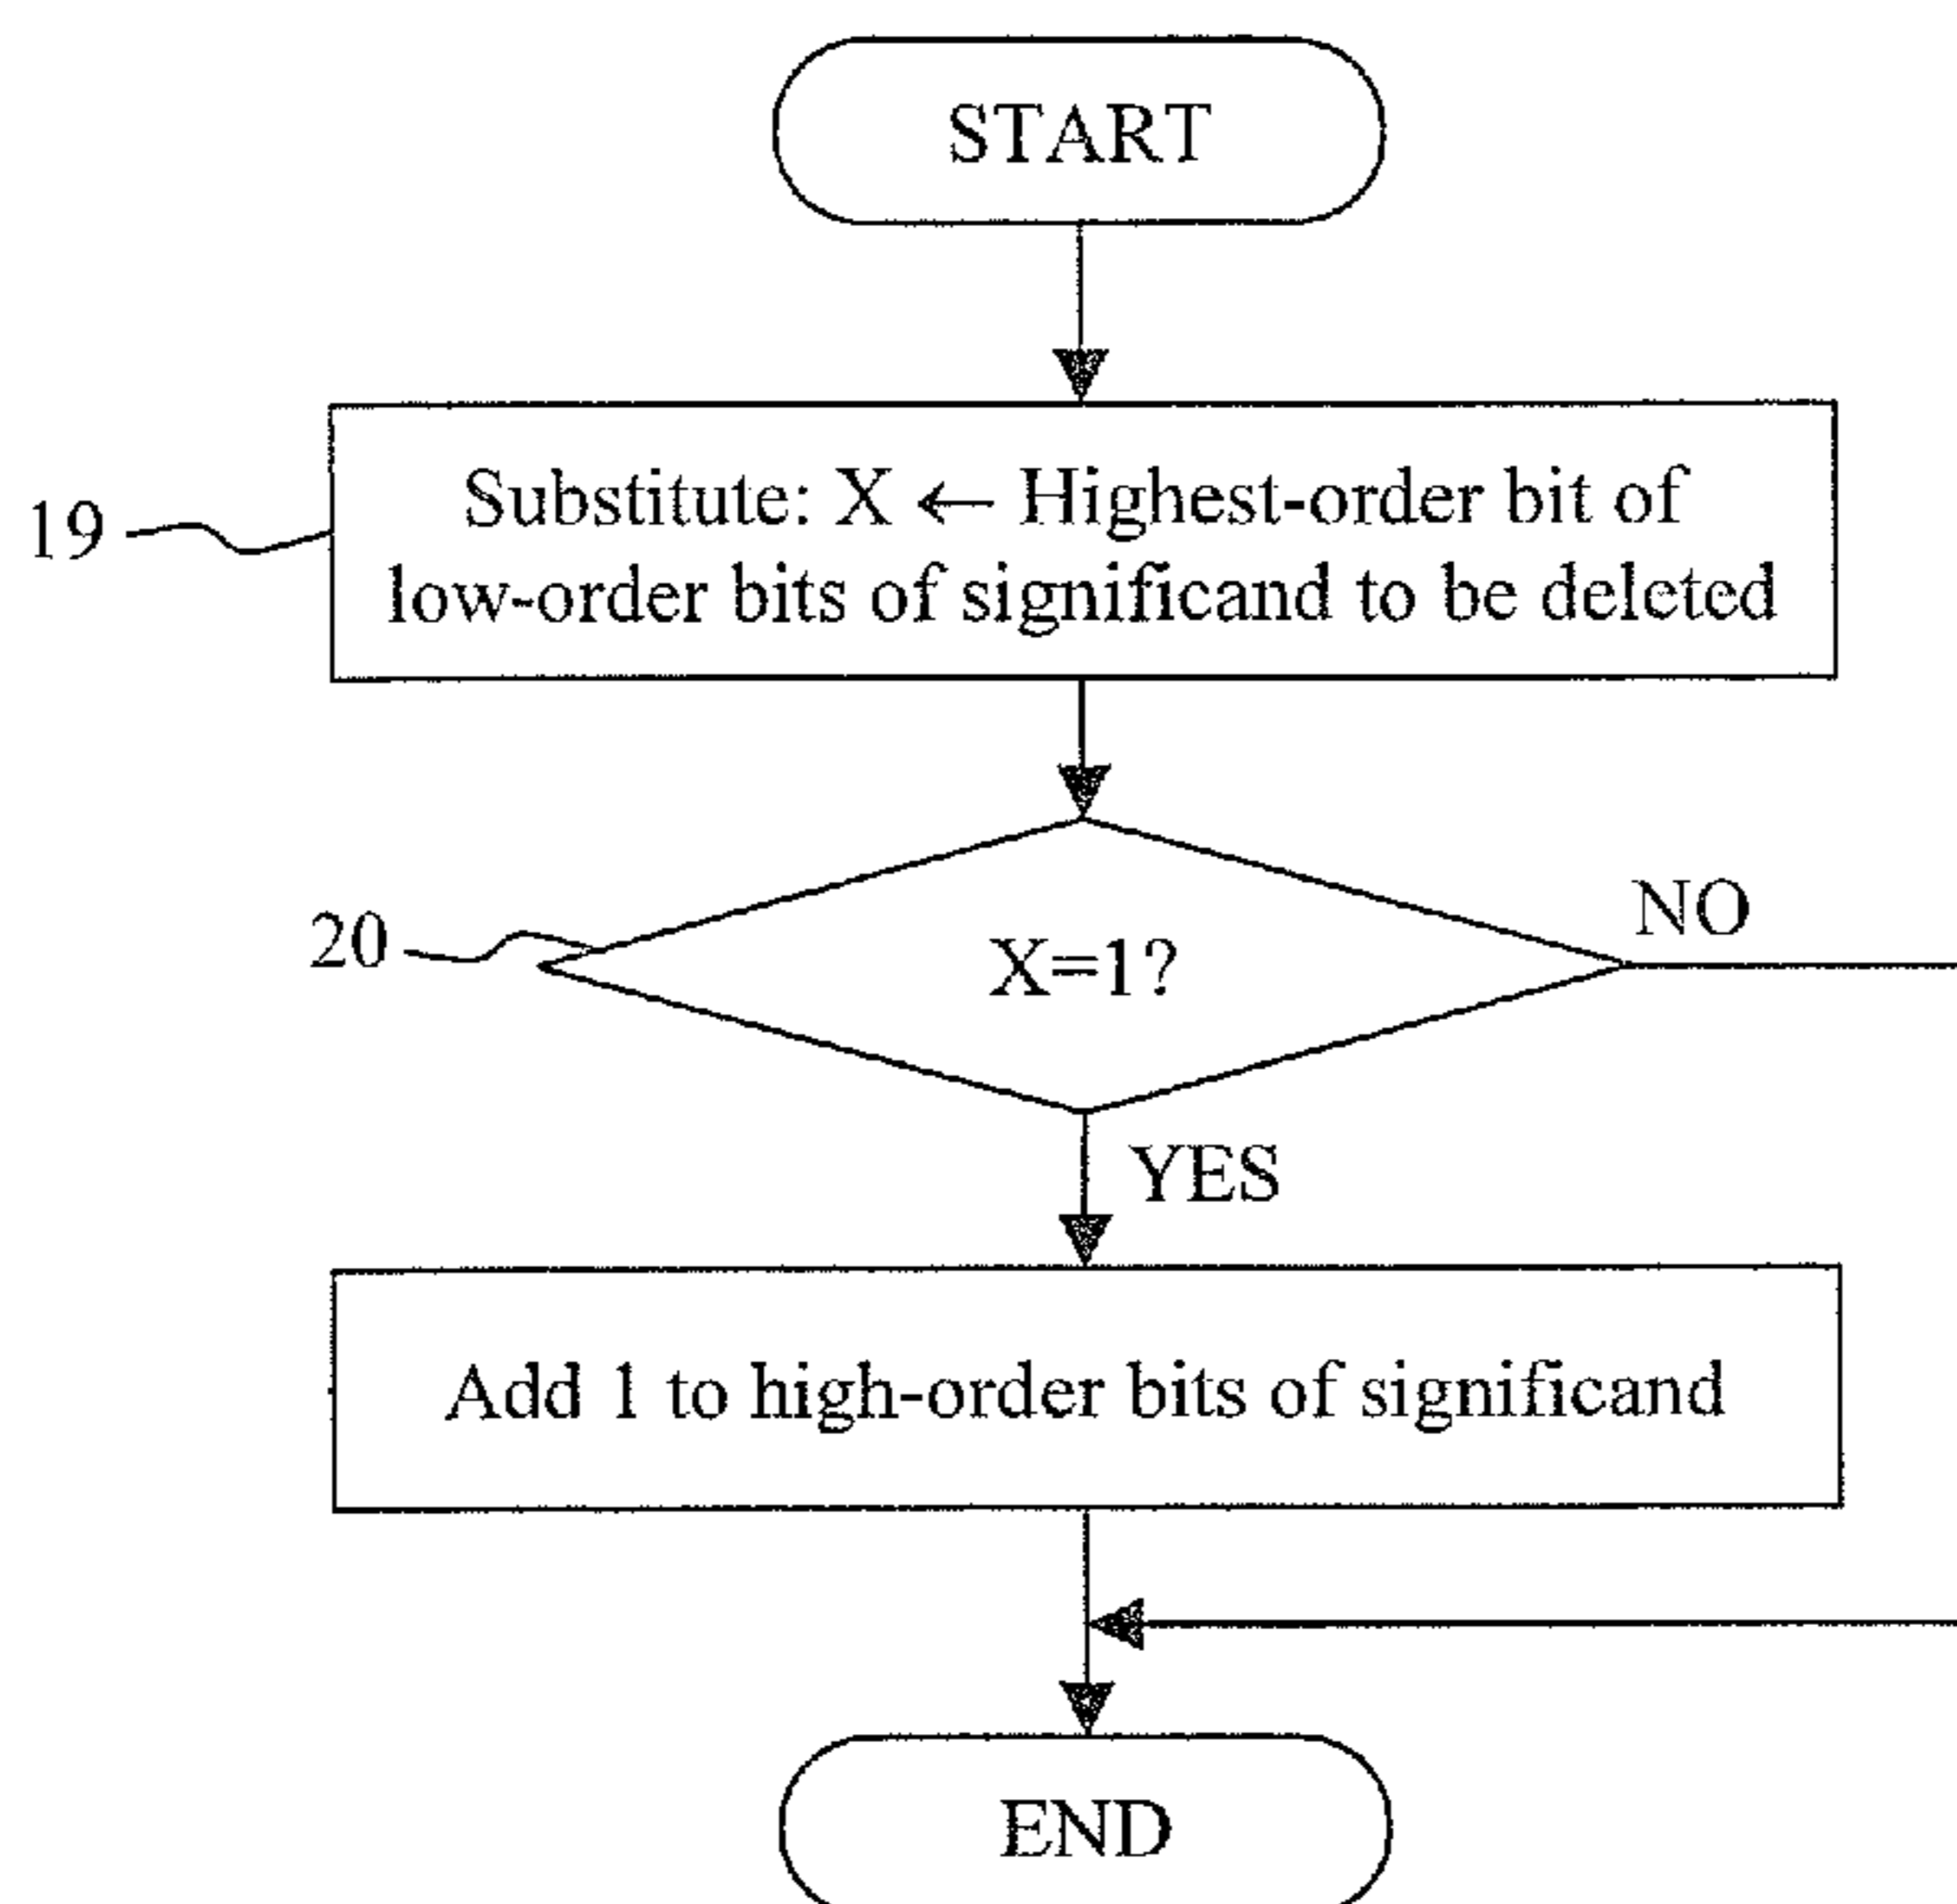 START
19
Substitute: X ← Highest-order bit of
low-order bits of significand to be deleted
20
X=1?
NO
YES
Add 1 to high-order bits of significand
END